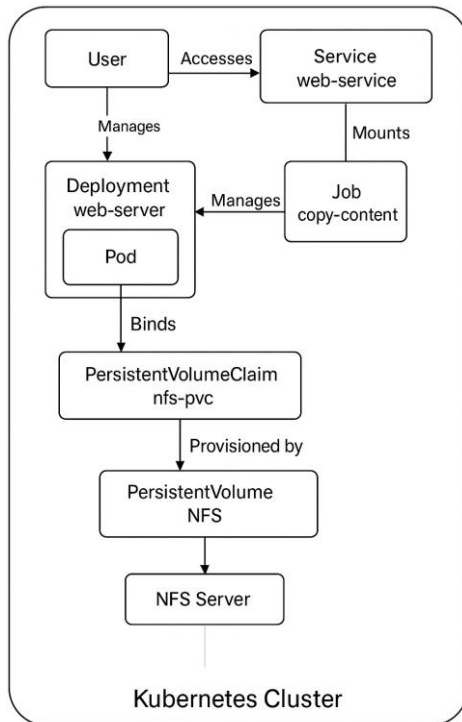 User
Accesses
Service
web-service
Manages
Mounts
Deployment
web-server
Manages
Job
copy-content
Pod
Binds
PersistentVolumeClaim
nfs-pvc
Provisioned by
PersistentVolume
NFS
NFS Server
Kubernetes Cluster